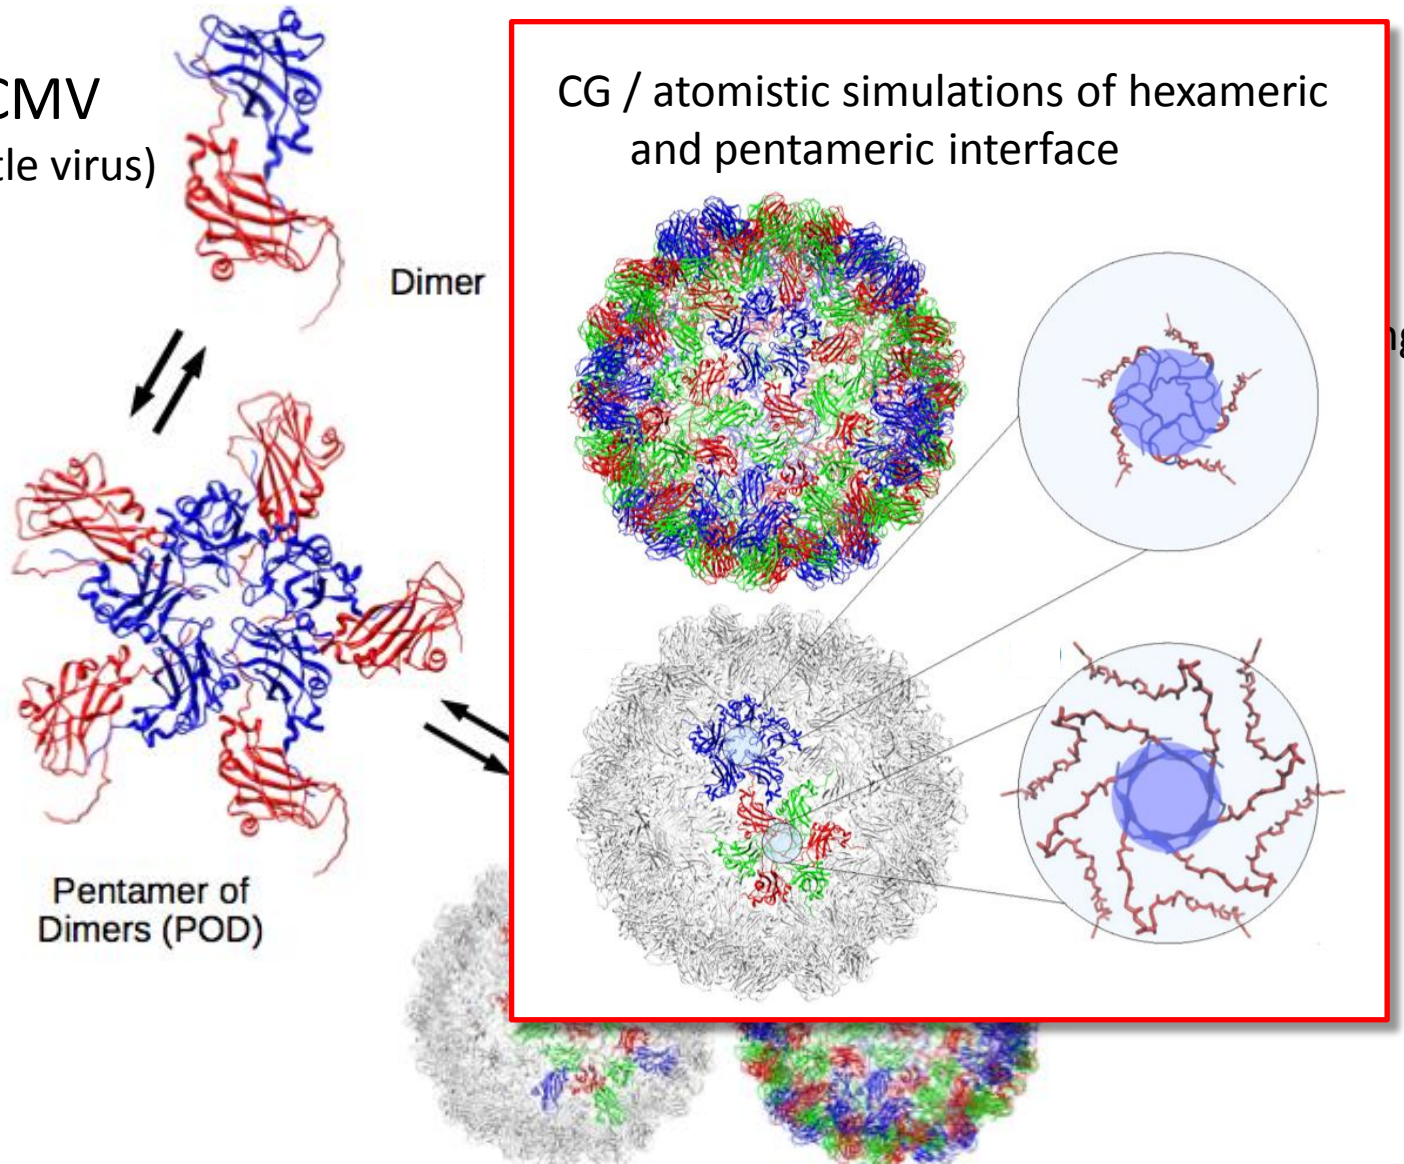 CMV
tle virus)
Dimer
Pentamer of
Dimers (POD)
CG / atomistic simulations of hexameric
and pentameric interface